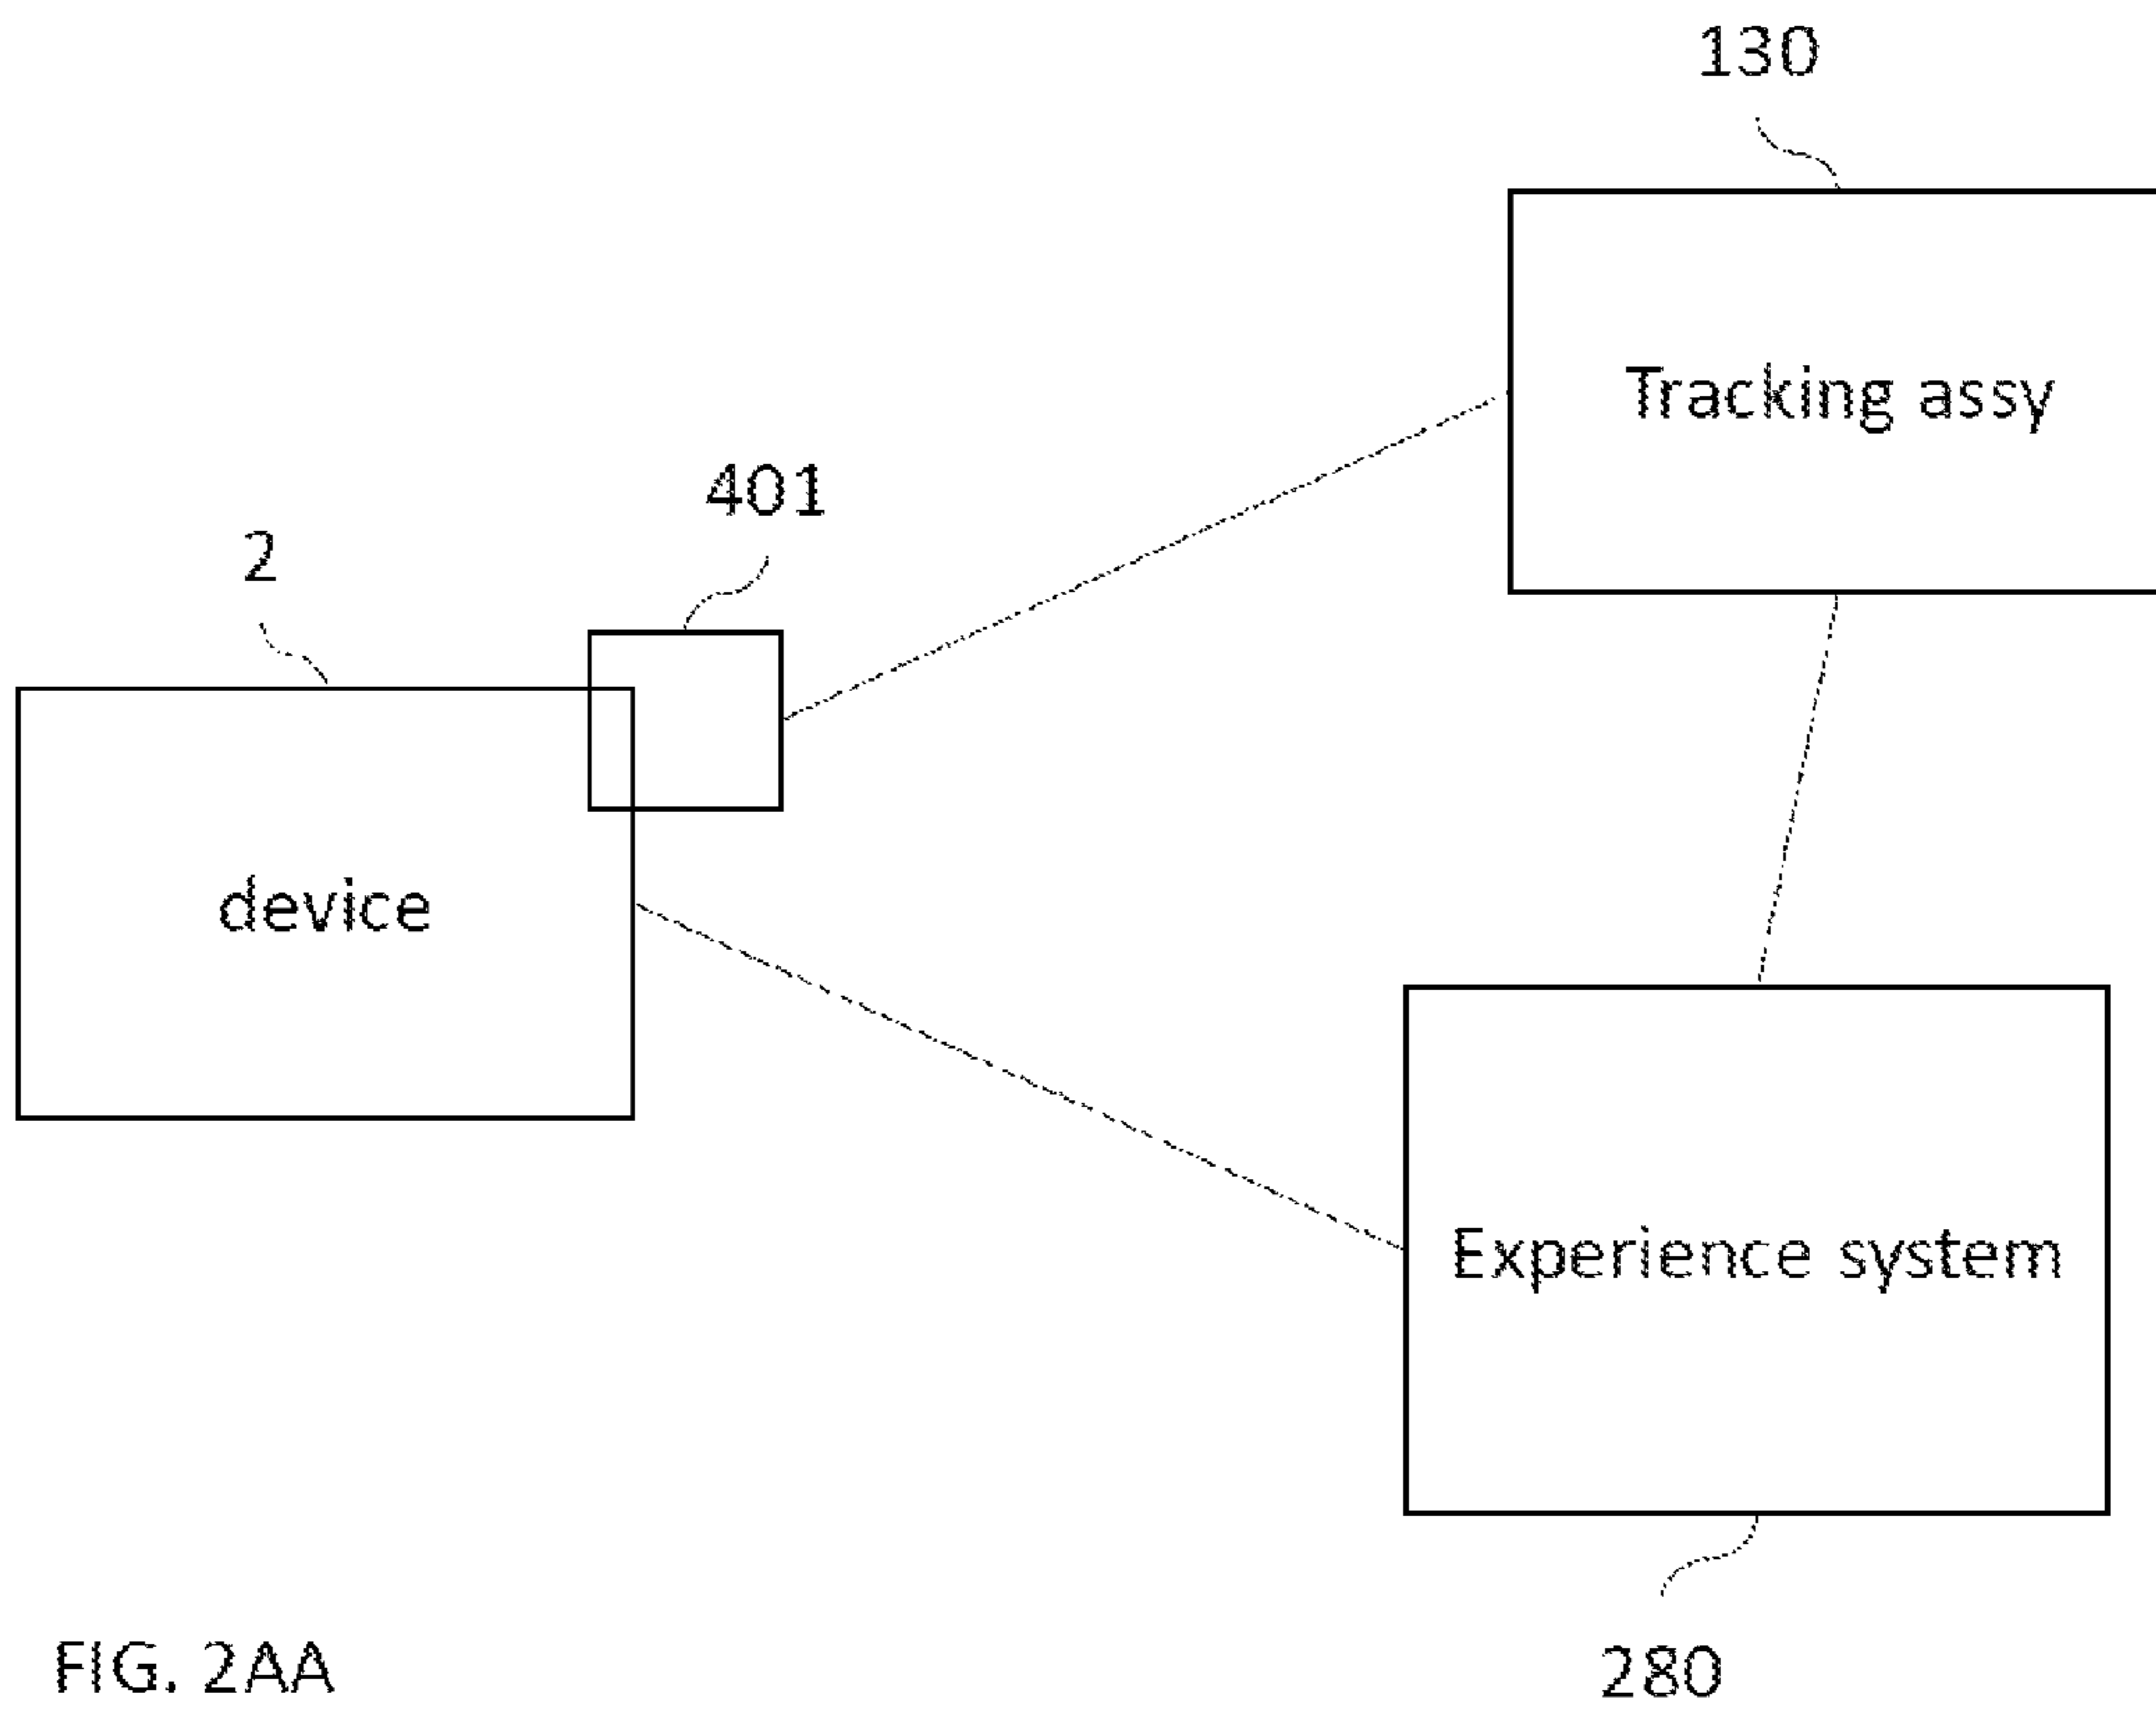 130
Tracking assy
401
2
device
Experience system
FIG. 2AA
280